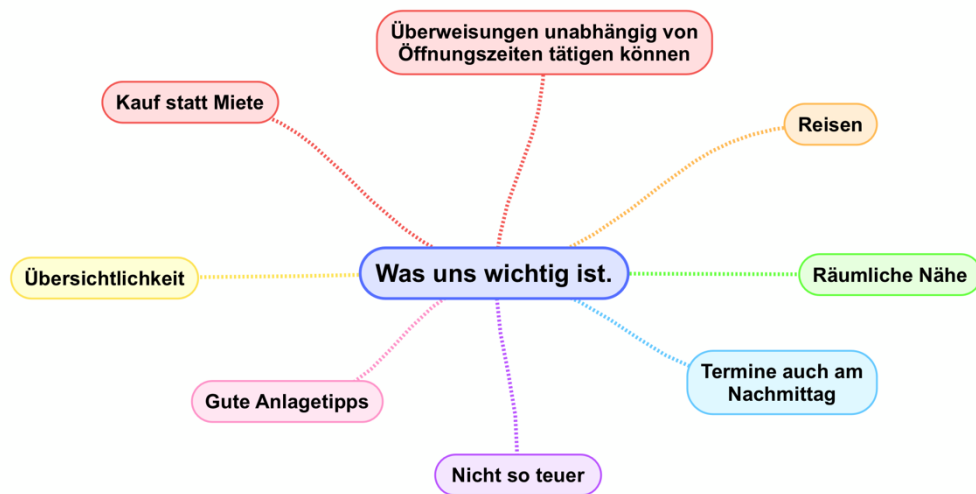 Überweisungen unabhängig von
Öffnungszeiten tätigen können
Kauf statt Miete
Reisen
Was uns wichtig ist.
Übersichtlichkeit
Räumliche Nähe
Termine auch am
Nachmittag
Gute Anlagetipps
Nicht so teuer